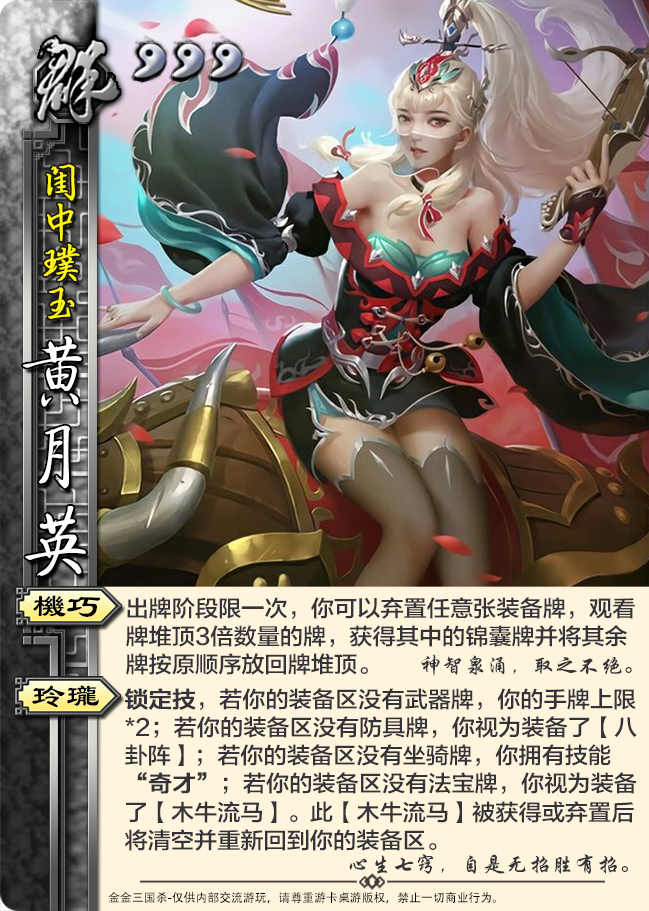 群
闺中璞玉
黄月英
機巧
出牌阶段限一次，你可以弃置任意张装备牌，观看
牌堆顶3倍数量的牌，获得其中的锦囊牌并将其余
牌按原顺序放回牌堆顶。 神智泉涌，取之不绝。
玲瓏
锁定技，若你的装备区没有武器牌，你的手牌上限
*2；若你的装备区没有防具牌，你视为装备了【八
卦阵】；若你的装备区没有坐骑牌，你拥有技能
“奇才”；若你的装备区没有法宝牌，你视为装备
了【木牛流马】。此【木牛流马】被获得或弃置后
将清空并重新回到你的装备区。
心生七窍，自是无招胜有招。
金金三国杀-仅供内部交流游玩，请尊重游卡桌游版权，禁止一切商业行为。